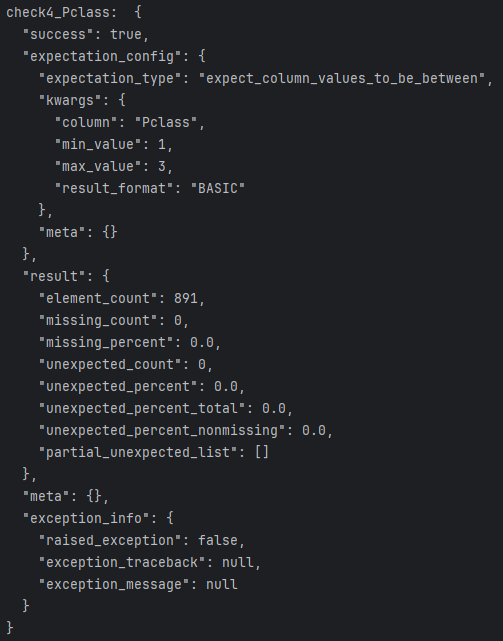 check4_Pclass:  {
  "success": true,
  "expectation_config": {
    "expectation_type": "expect_column_values_to_be_between",
    "kwargs": {
      "column": "Pclass",
      "min_value": 1,
      "max_value": 3,
      "result_format": "BASIC"
    },
    "meta": {}
  },
  "result": {
    "element_count": 891,
    "missing_count": 0,
    "missing_percent": 0.0,
    "unexpected_count": 0,
    "unexpected_percent": 0.0,
    "unexpected_percent_total": 0.0,
    "unexpected_percent_nonmissing": 0.0,
    "partial_unexpected_list": []
  },
  "meta": {},
  "exception_info": {
    "raised_exception": false,
    "exception_traceback": null,
    "exception_message": null
  }
}